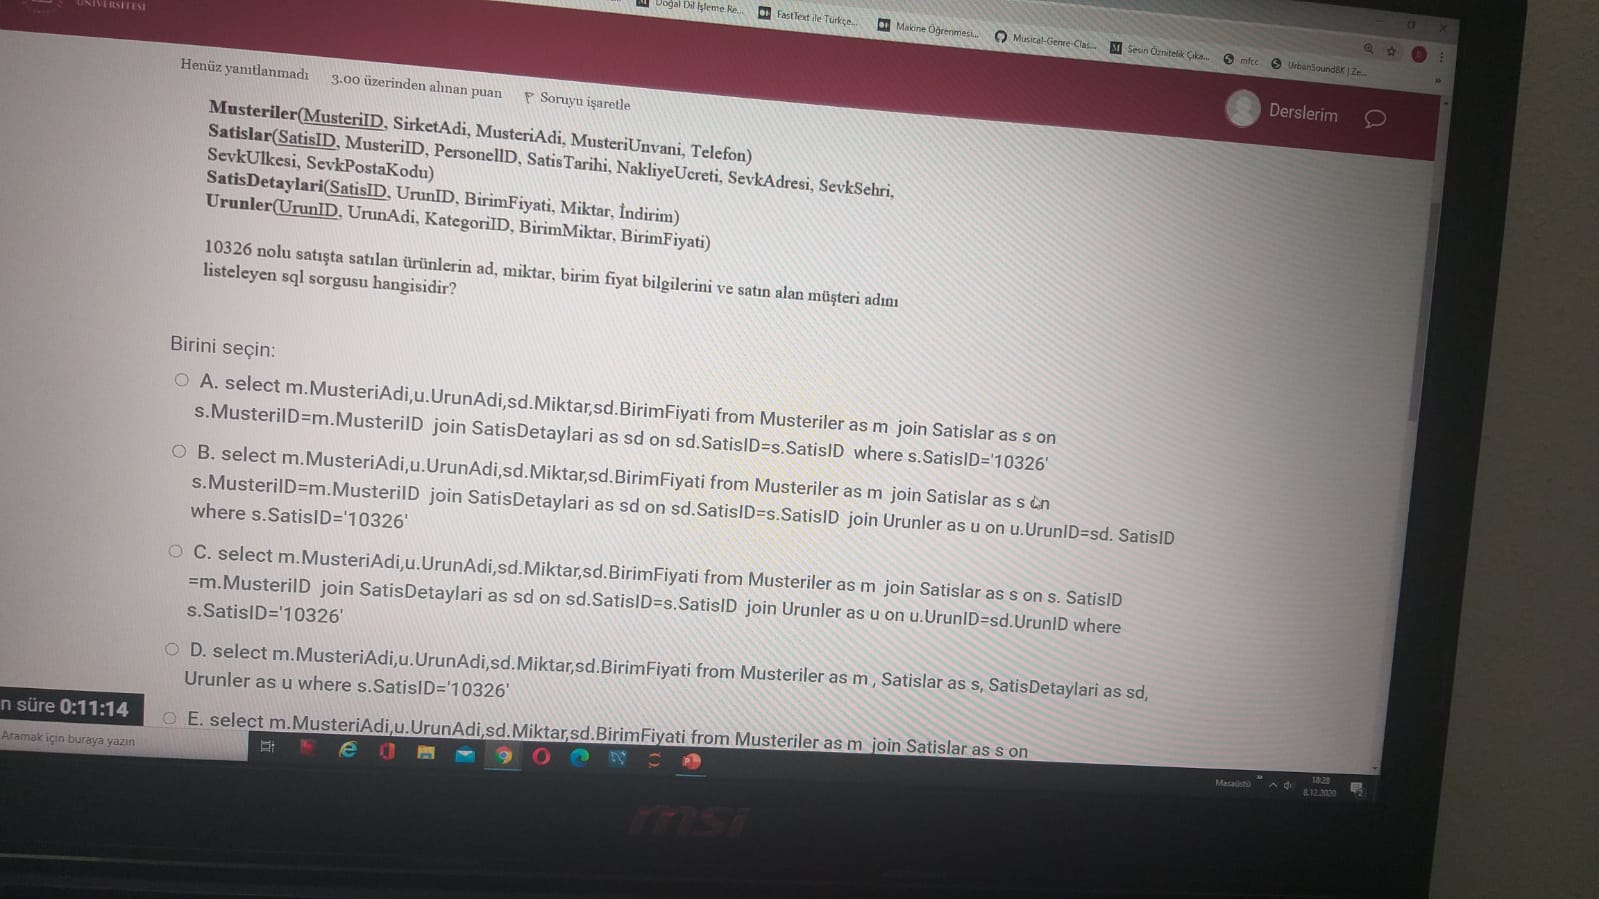 ÜNİVERSİTESİ
Doğal Dil İşleme Re...
FastText ile Türkçe...
Makine Öğrenmesi...
Musical-Genre-Clas...
Sesin Öznitelik Çıka...
mfcc
UrbanSound8K | Ze...
Derslerim
Henüz yanıtlanmadı 3.00 üzerinden alınan puan Soruyu işaretle
Musteriler(MusteriID, SirketAdi, MusteriAdi, MusteriUnvani, Telefon)
Satislar(SatisID, MusteriID, PersonelID, SatisTarihi, NakliyeUcreti, SevkAdresi, SevkSehri,
SevkUlkesi, SevkPostaKodu)
SatisDetaylari(SatisID, UrunID, BirimFiyati, Miktar, İndirim)
Urunler(UrunID, UrunAdi, KategoriID, BirimMiktar, BirimFiyati)
10326 nolu satışta satılan ürünlerin ad, miktar, birim fiyat bilgilerini ve satın alan müşteri adını
listeleyen sql sorgusu hangisidir?
Birini seçin:
A. select m.MusteriAdi,u.UrunAdi,sd.Miktar,sd.BirimFiyati from Musteriler as m join Satislar as s on
s.MusteriID=m.MusteriID join SatisDetaylari as sd on sd.SatisID=s.SatisID where s.SatisID='10326'
B. select m.MusteriAdi,u.UrunAdi,sd.Miktar,sd.BirimFiyati from Musteriler as m join Satislar as s on
s.MusteriID=m.MusteriID join SatisDetaylari as sd on sd.SatisID=s.SatisID join Urunler as u on u.UrunID=sd. SatisID
where s.SatisID='10326'
C. select m.MusteriAdi,u.UrunAdi,sd.Miktar,sd.BirimFiyati from Musteriler as m join Satislar as s on s. SatisID
=m.MusteriID join SatisDetaylari as sd on sd.SatisID=s.SatisID join Urunler as u on u.UrunID=sd.UrunID where
s.SatisID='10326'
D. select m.MusteriAdi,u.UrunAdi,sd.Miktar,sd.BirimFiyati from Musteriler as m , Satislar as s, SatisDetaylari as sd,
Urunler as u where s.SatisID='10326'
E. select m.MusteriAdi,u.UrunAdi,sd.Miktar,sd.BirimFiyati from Musteriler as m join Satislar as s on
n süre 0:11:14
Aramak için buraya yazın
Masaüstü
18:28
8.12.2020
msi